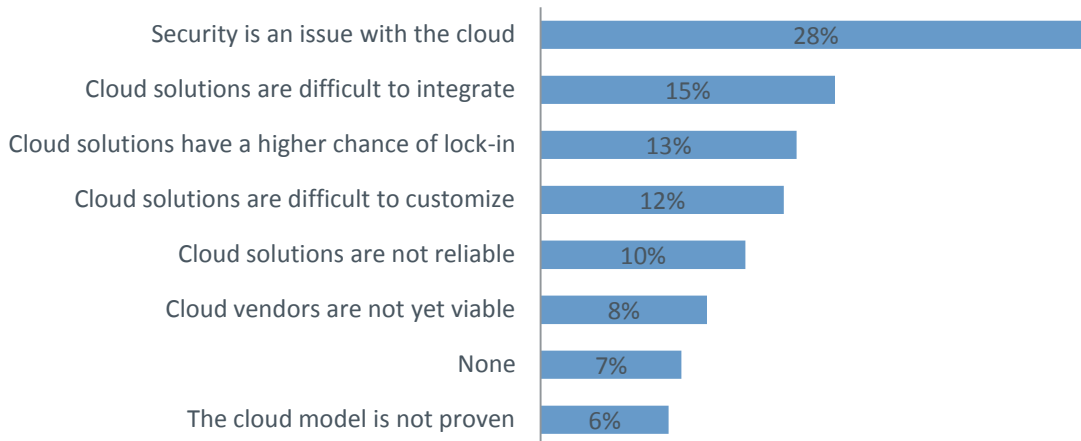 Security is an issue with the cloud 28%
Cloud solutions are difficult to integrate 15%
Cloud solutions have a higher chance of lock-in 13%
Cloud solutions are difficult to customize 12%
Cloud solutions are not reliable 10%
Cloud vendors are not yet viable 8%
None 7%
The cloud model is not proven 6%